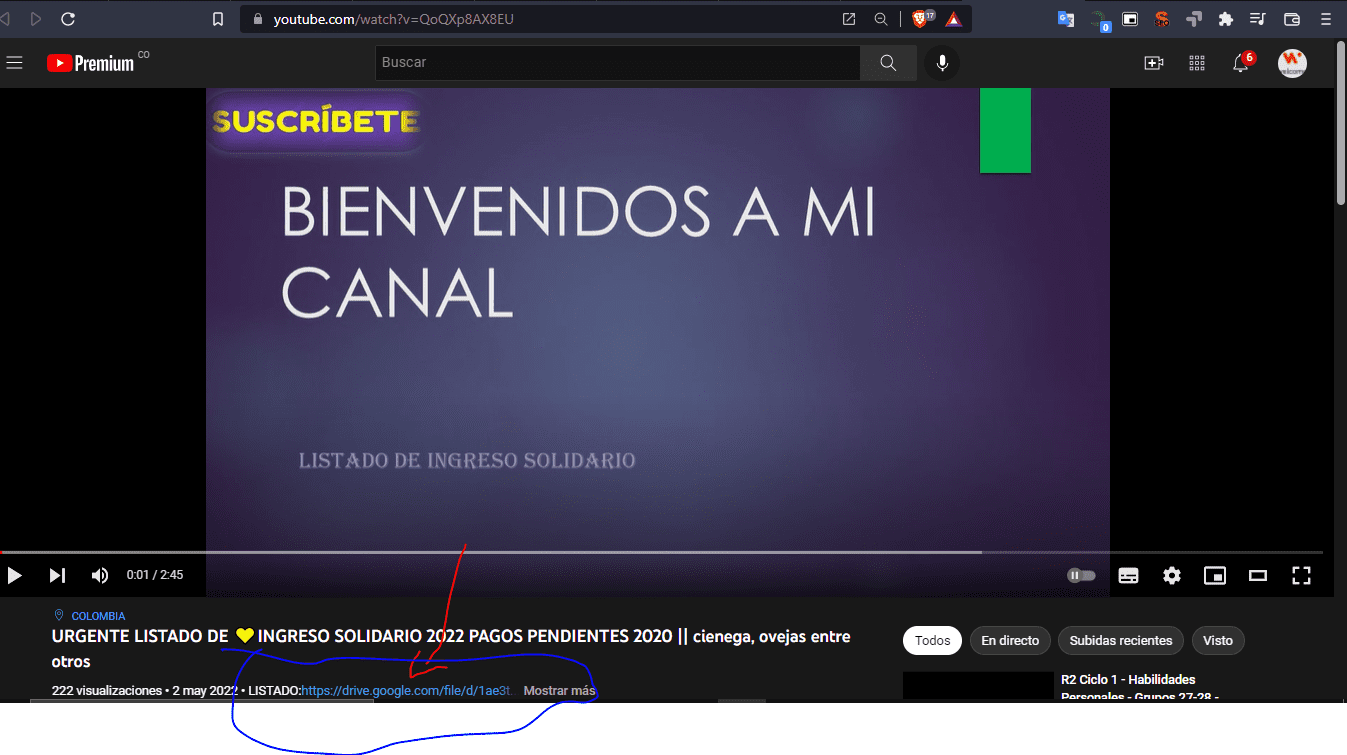 youtube.com/watch?v=QoQXp8AX8EU
17
0
Premium CO
Buscar
6
SUSCRÍBETE
BIENVENIDOS A MI
CANAL
LISTADO DE INGRESO SOLIDARIO
0:01 / 2:45
COLOMBIA
URGENTE LISTADO DE 💛INGRESO SOLIDARIO 2022 PAGOS PENDIENTES 2020 || cienega, ovejas entre
otros
222 visualizaciones • 2 may 2022 • LISTADO:https://drive.google.com/file/d/1ae3t... Mostrar más
Todos
En directo
Subidas recientes
Visto
R2 Ciclo 1 - Habilidades
Personales - Grupos 27-28 -